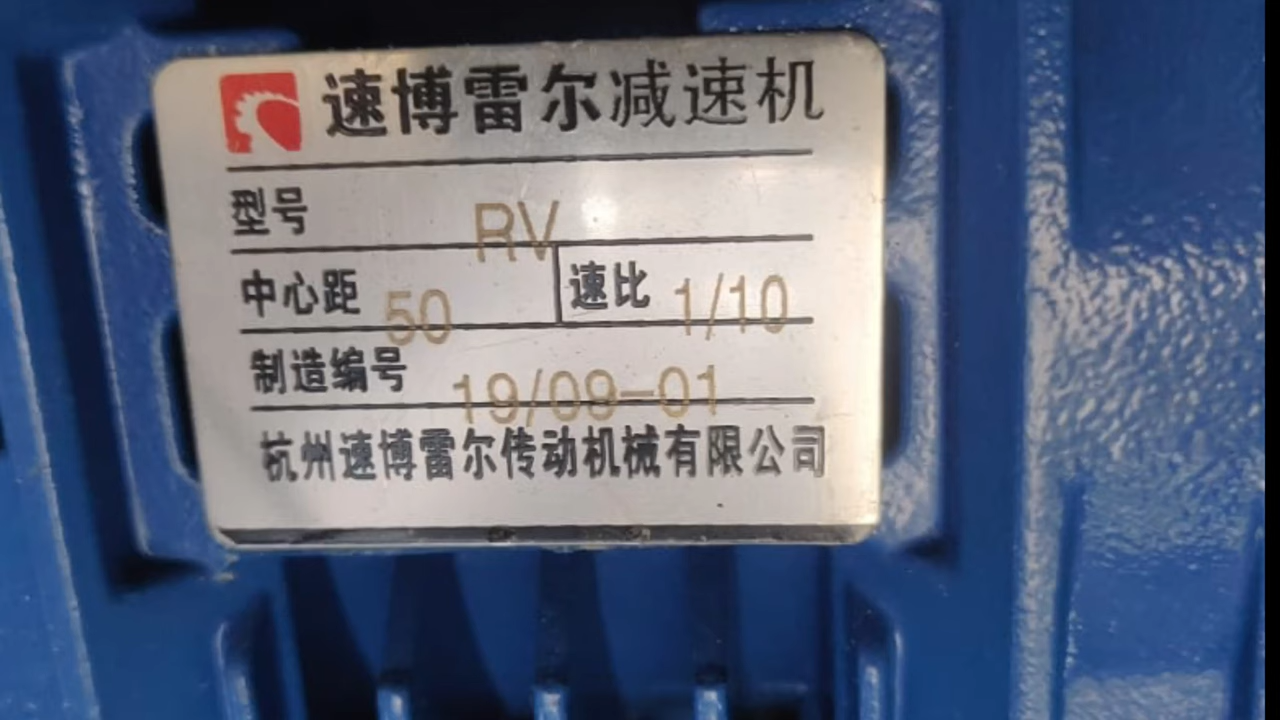 速博雷尔减速机
型号 RV
中心距 50 速比 1/10
制造编号 19/09-01
杭州速博雷尔传动机械有限公司